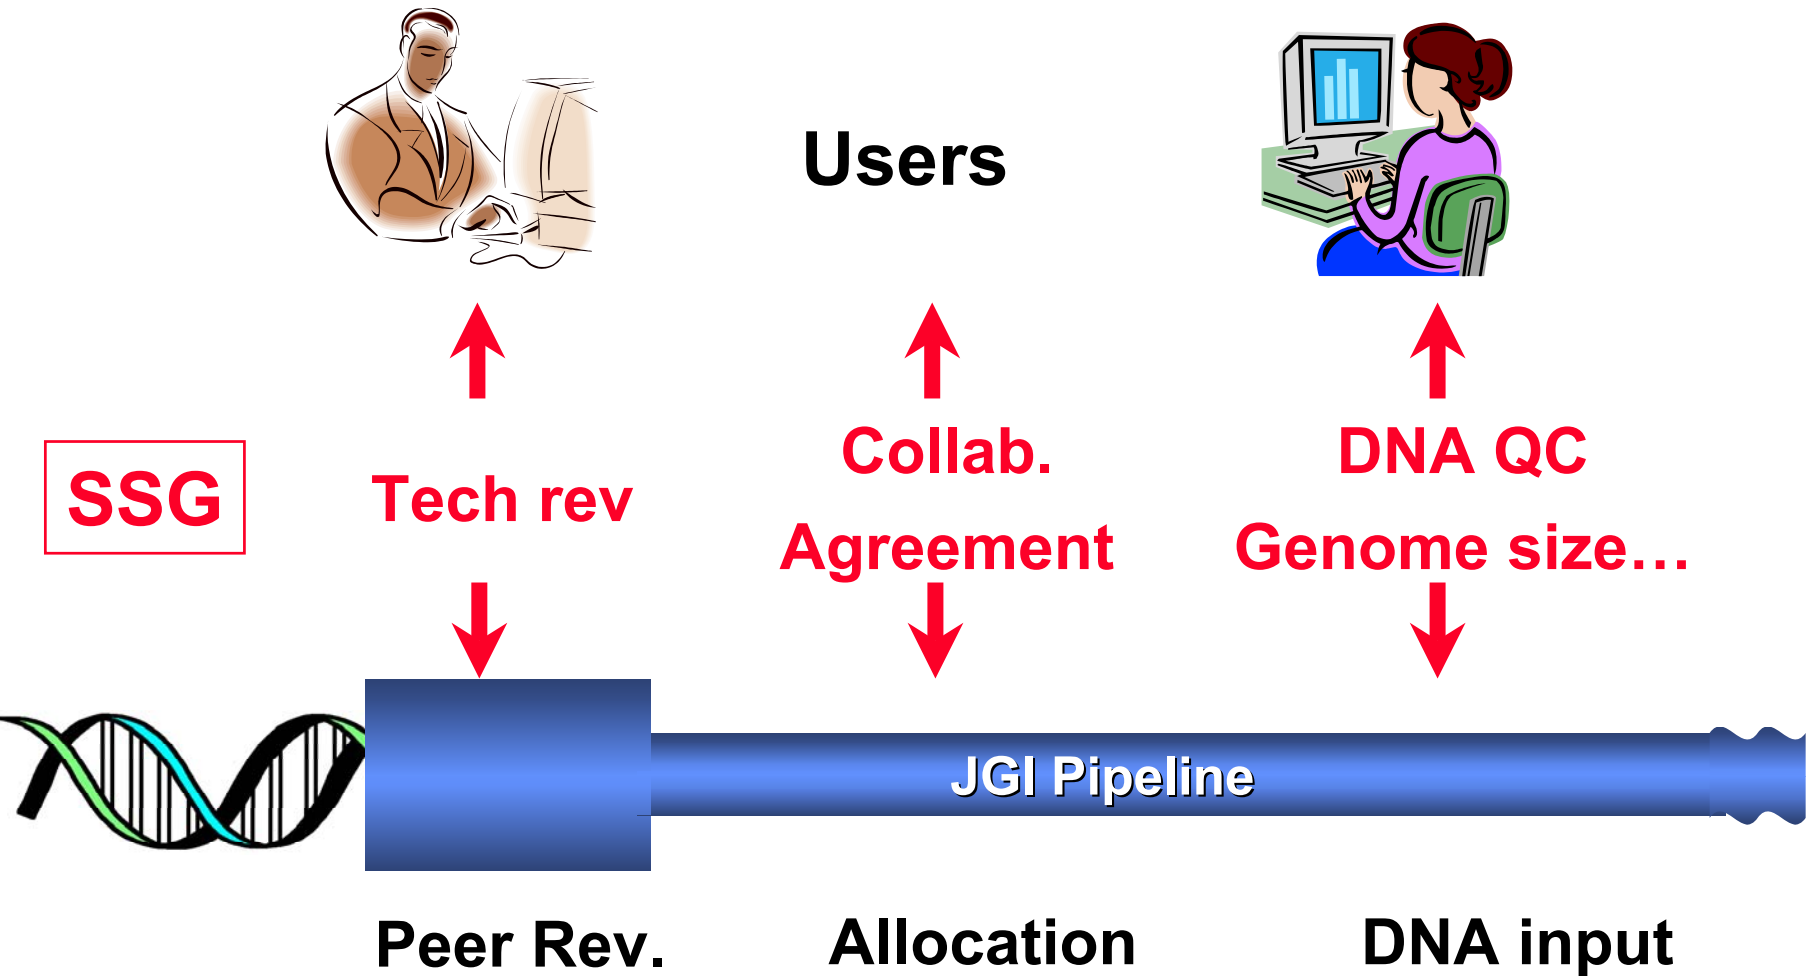 Users
SSG
Tech rev
Collab.
Agreement
DNA QC
Genome size…
JGI Pipeline
Peer Rev.
Allocation
DNA input